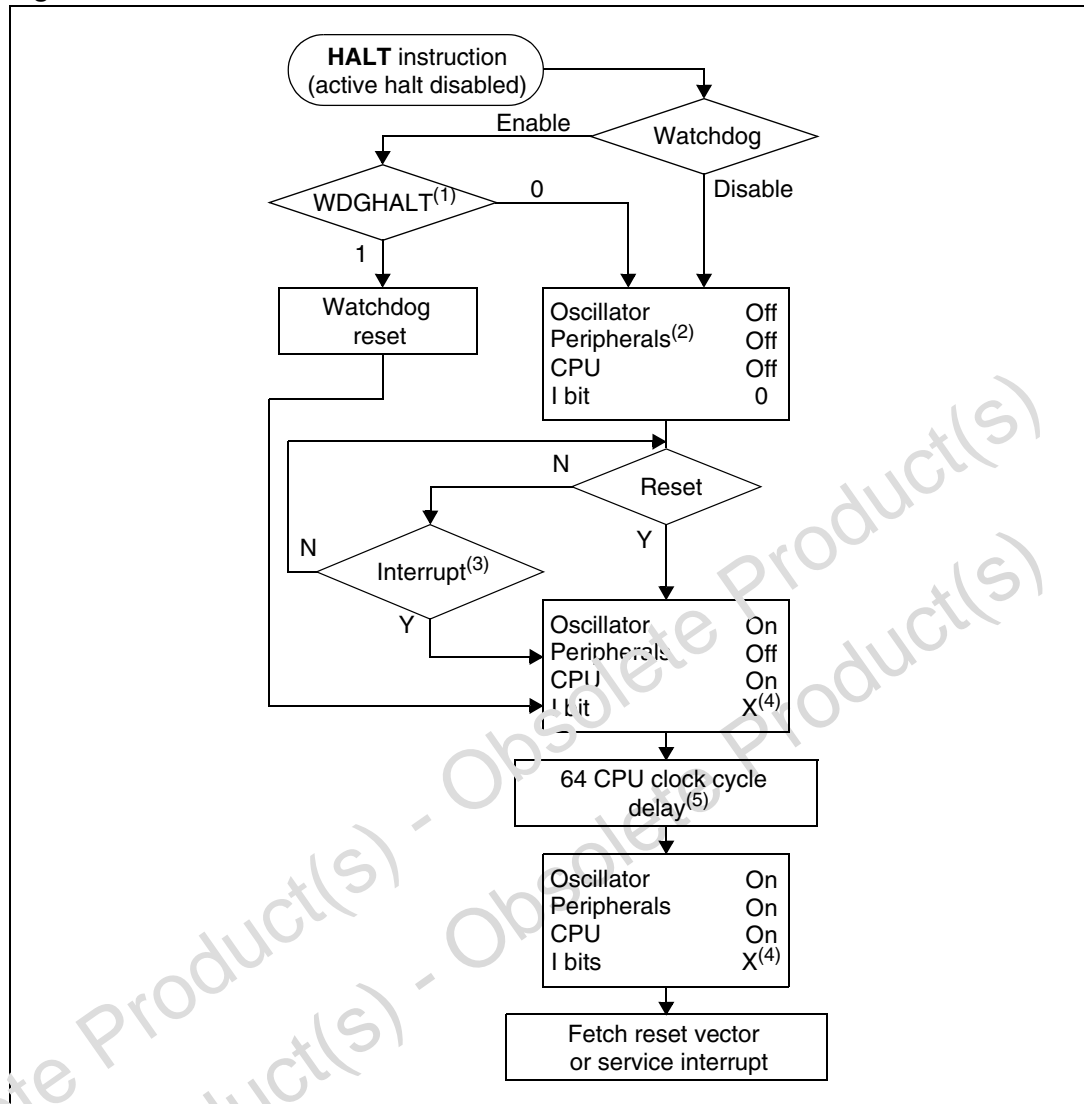 HALT instruction
(active halt disabled)
Enable
Watchdog
WDGHALT(1)
0
Disable
1
Watchdog
reset
Oscillator Off
Peripherals(2) Off
CPU Off
I bit 0
N
Reset
N
Y
Interrupt(3)
Y
Oscillator On
Peripherals Off
CPU On
I bit X(4)
64 CPU clock cycle
delay(5)
Oscillator On
Peripherals On
CPU On
I bits X(4)
Fetch reset vector
or service interrupt
Product(s) - Obsolete Product(s)
Product(s) - Obsolete Product(s)